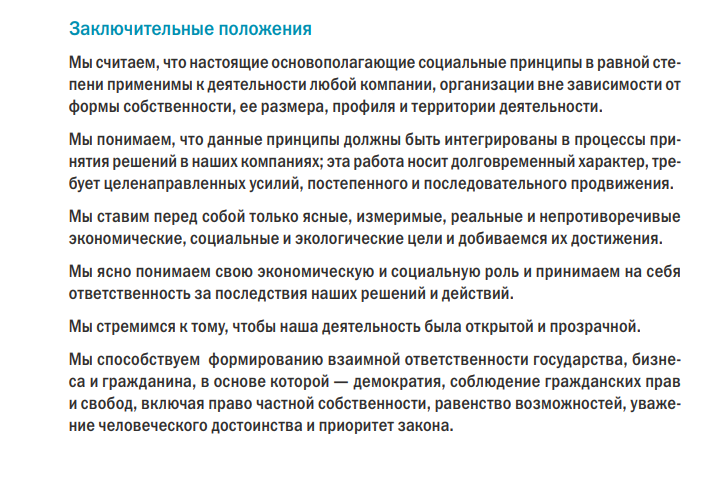 Заключительные положения
Мы считаем, что настоящие основополагающие социальные принципы в равной сте-
пени применимы к деятельности любой компании, организации вне зависимости от
формы собственности, ее размера, профиля и территории деятельности.
Мы понимаем, что данные принципы должны быть интегрированы в процессы при-
нятия решений в наших компаниях; эта работа носит долговременный характер, тре-
бует целенаправленных усилий, постепенного и последовательного продвижения.
Мы ставим перед собой только ясные, измеримые, реальные и непротиворечивые
экономические, социальные и экологические цели и добиваемся их достижения.
Мы ясно понимаем свою экономическую и социальную роль и принимаем на себя
ответственность за последствия наших решений и действий.
Мы стремимся к тому, чтобы наша деятельность была открытой и прозрачной.
Мы способствуем формированию взаимной ответственности государства, бизне-
са и гражданина, в основе которой — демократия, соблюдение гражданских прав
и свобод, включая право частной собственности, равенство возможностей, уваже-
ние человеческого достоинства и приоритет закона.